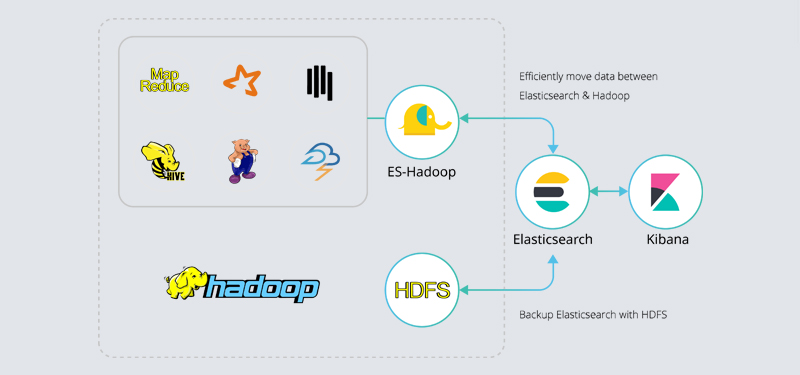 Map
Reduce
HIVE
ES-Hadoop
Efficiently move data between
Elasticsearch & Hadoop
Elasticsearch
Kibana
hadoop
HDFS
Backup Elasticsearch with HDFS